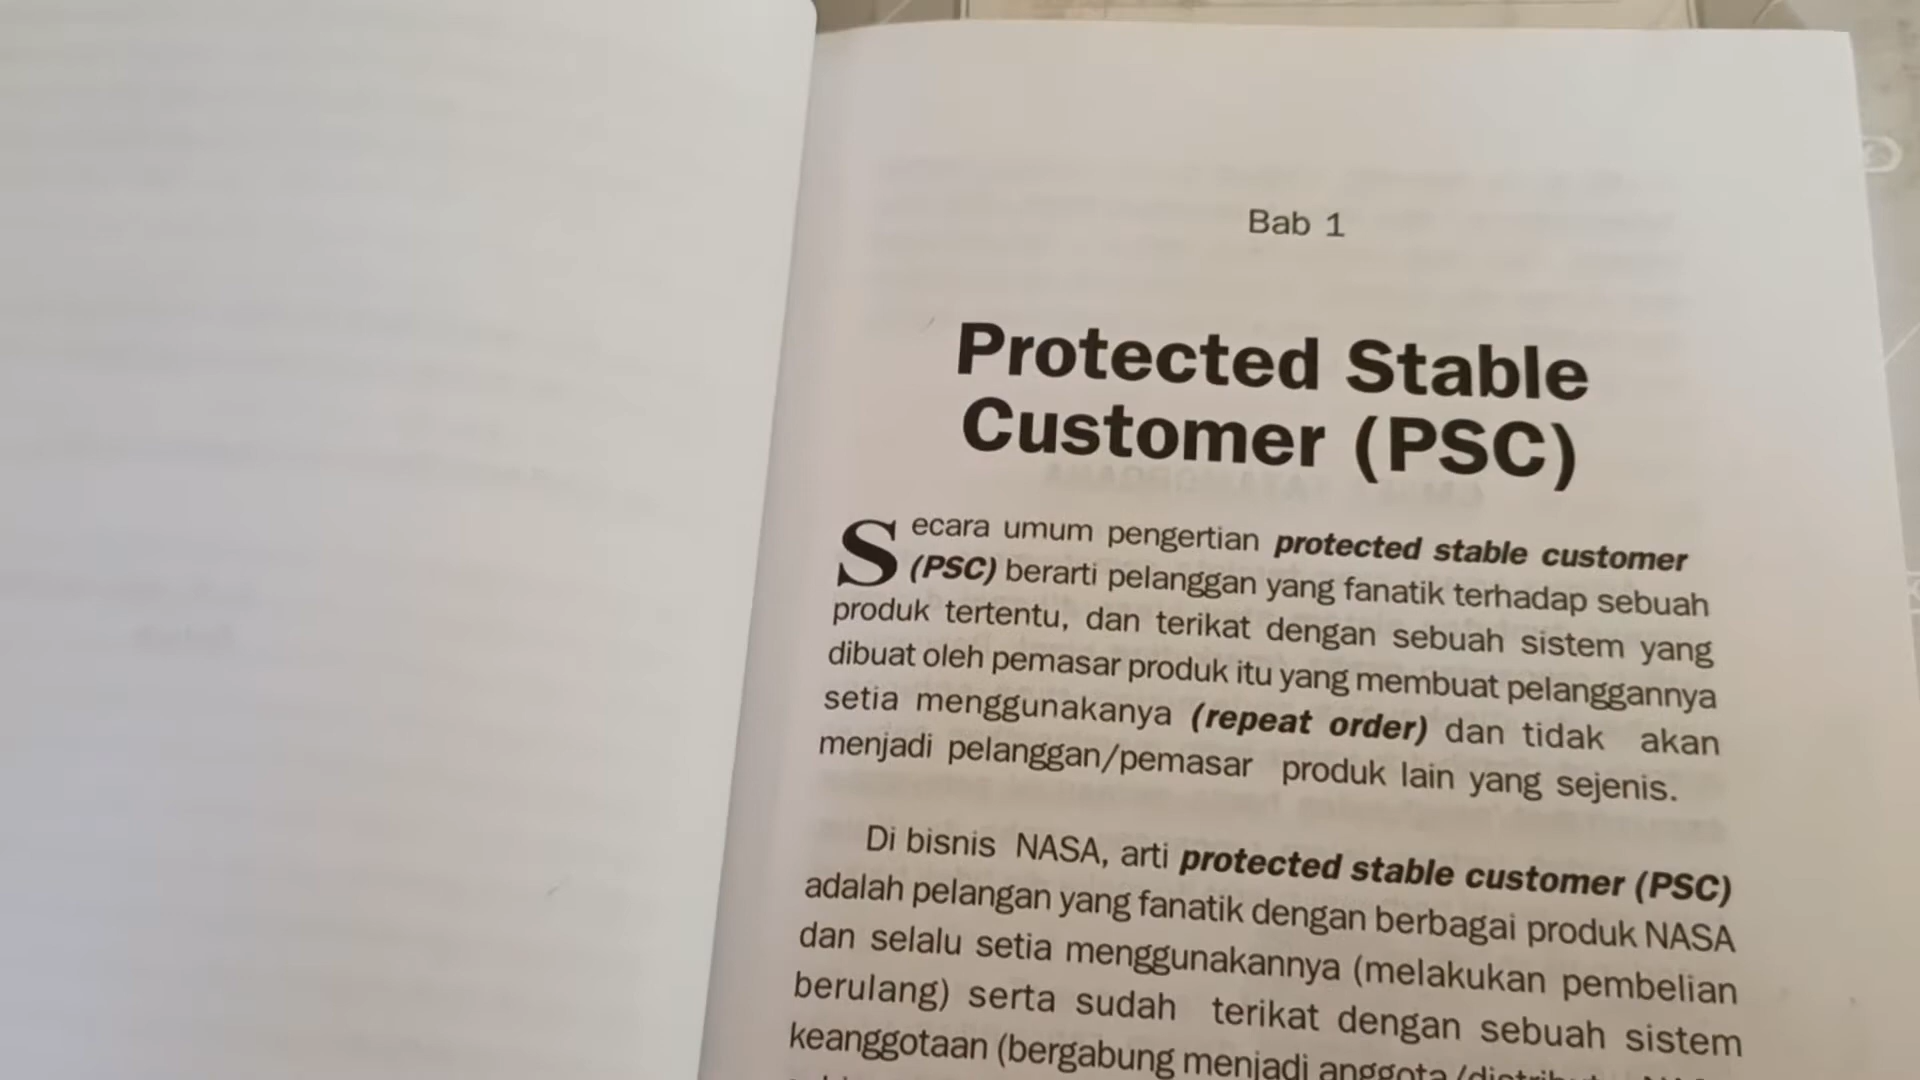 Bab 1
Protected Stable
Customer (PSC)
Secara umum pengertian protected stable customer
(PSC) berarti pelanggan yang fanatik terhadap sebuah
produk tertentu, dan terikat dengan sebuah sistem yang
dibuat oleh pemasar produk itu yang membuat pelanggannya
setia menggunakanya (repeat order) dan tidak akan
menjadi pelanggan/pemasar produk lain yang sejenis.
Di bisnis NASA, arti protected stable customer (PSC)
adalah pelangan yang fanatik dengan berbagai produk NASA
dan selalu setia menggunakannya (melakukan pembelian
berulang) serta sudah terikat dengan sebuah sistem
keanggotaan (bergabung menjadi anggota